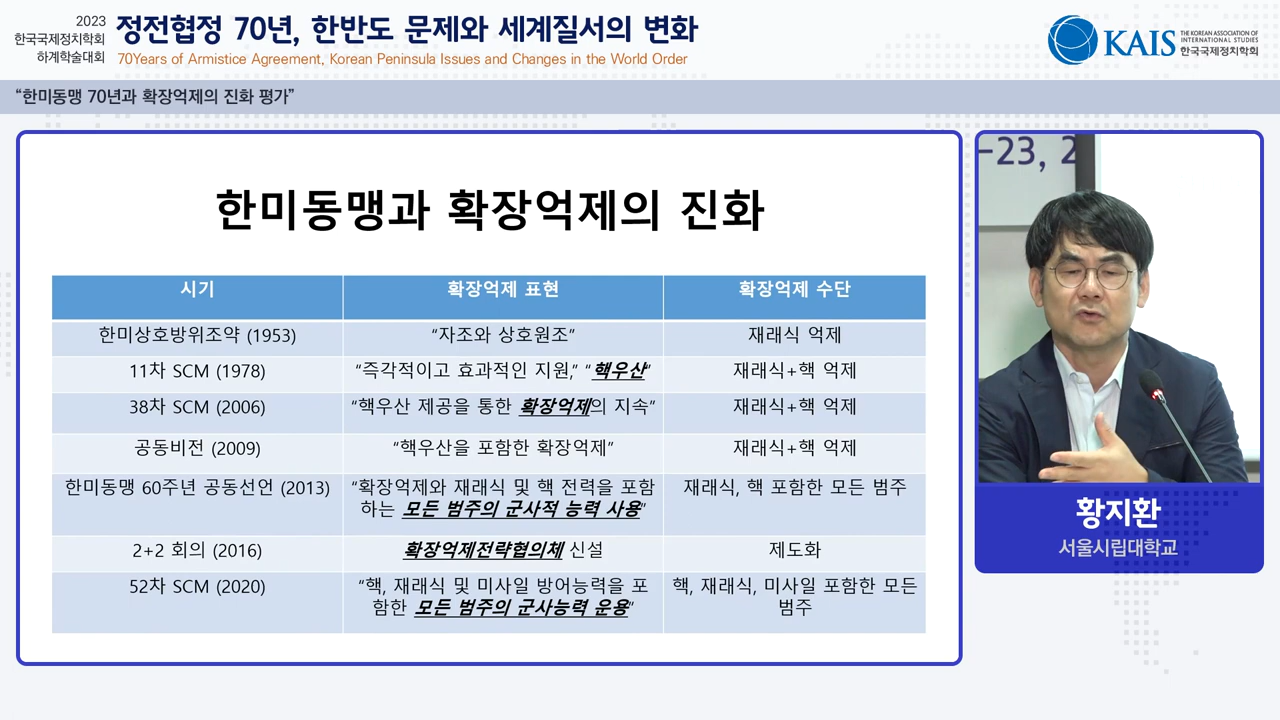 2023
한국국제정치학회
하계학술대회
정전협정 70년, 한반도 문제와 세계질서의 변화
70Years of Armistice Agreement, Korean Peninsula Issues and Changes in the World Order
KAIS
THE KOREAN ASSOCIATION OF
INTERNATIONAL STUDIES
한국국제정치학회
“한미동맹 70년과 확장억제의 진화 평가”
한미동맹과 확장억제의 진화
시기 확장억제 표현 확장억제 수단
한미상호방위조약 (1953) “자조와 상호원조” 재래식 억제
11차 SCM (1978) “즉각적이고 효과적인 지원,” “핵우산” 재래식+핵 억제
38차 SCM (2006) “핵우산 제공을 통한 확장억제의 지속” 재래식+핵 억제
공동비전 (2009) “핵우산을 포함한 확장억제” 재래식+핵 억제
한미동맹 60주년 공동선언 (2013) “확장억제와 재래식 및 핵 전력을 포함 재래식, 핵 포함한 모든 범주
하는 모든 범주의 군사적 능력 사용”
2+2 회의 (2016) 확장억제전략협의체 신설 제도화
52차 SCM (2020) “핵, 재래식 및 미사일 방어능력을 포 핵, 재래식, 미사일 포함한 모든
함한 모든 범주의 군사능력 운용” 범주
-23, 2
황지환
서울시립대학교